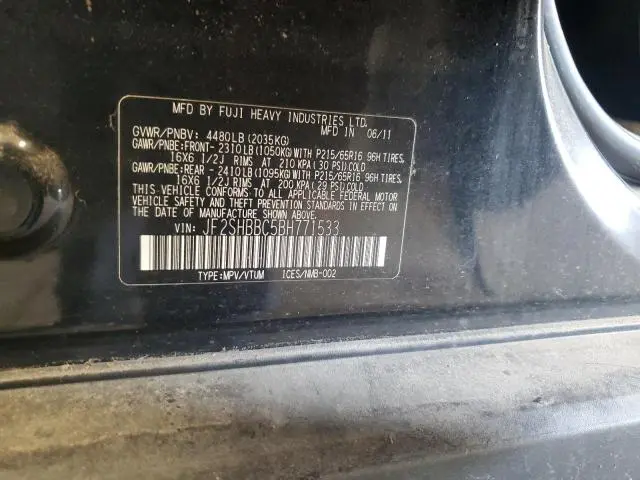 MFD BY FUJI HEAVY INDUSTRIES LTD.
MFD IN 06/11
GVWR/PNBV: 4480LB (2035KG)
GAWR/PNBE:FRONT- 2310LB(1050KG)WITH P215/65R16 96H TIRES,
16X6 1/2J RIMS AT 210 KPA(30 PSI)COLD
GAWR/PNBE:REAR - 2410LB(1095KG)WITH P215/65R16 96H TIRES,
16X6 1/2J RIMS AT 200 KPA (29 PSI)COLD
THIS VEHICLE CONFORMS TO ALL APPLICABLE FEDERAL MOTOR
VEHICLE SAFETY AND THEFT PREVENTION STANDARDS IN EFFECT ON
THE DATE OF MANUFACTURE SHOWN ABOVE.
VIN: JF2SHBBC5BH771533
TYPE:MPV/VTUM ICES/NMB-002